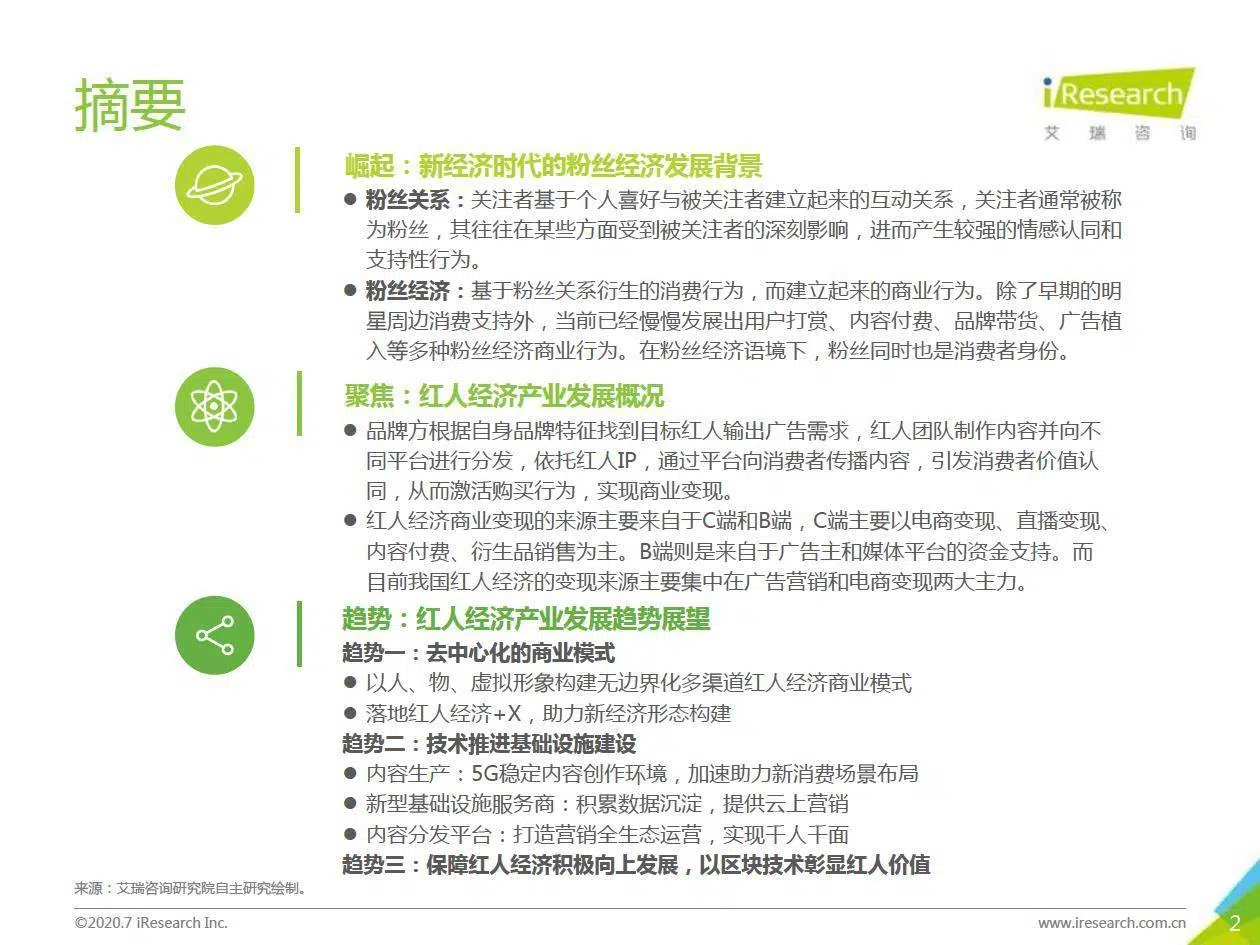 摘要
iResearch
艾瑞咨询
崛起：新经济时代的粉丝经济发展背景
● 粉丝关系：关注者基于个人喜好与被关注者建立起来的互动关系，关注者通常被称
为粉丝，其往往在某些方面受到被关注者的深刻影响，进而产生较强的情感认同和
支持性行为。
● 粉丝经济：基于粉丝关系衍生的消费行为，而建立起来的商业行为。除了早期的明
星周边消费支持外，当前已经慢慢发展出用户打赏、内容付费、品牌带货、广告植
入等多种粉丝经济商业行为。在粉丝经济语境下，粉丝同时也是消费者身份。
聚焦：红人经济产业发展概况
● 品牌方根据自身品牌特征找到目标红人输出广告需求，红人团队制作内容并向不
同平台进行分发，依托红人IP，通过平台向消费者传播内容，引发消费者价值认
同，从而激活购买行为，实现商业变现。
● 红人经济商业变现的来源主要来自于C端和B端，C端主要以电商变现、直播变现、
内容付费、衍生品销售为主。B端则是来自于广告主和媒体平台的资金支持。而
目前我国红人经济的变现来源主要集中在广告营销和电商变现两大主力。
趋势：红人经济产业发展趋势展望
趋势一：去中心化的商业模式
● 以人、物、虚拟形象构建无边界化多渠道红人经济商业模式
● 落地红人经济+X，助力新经济形态构建
趋势二：技术推进基础设施建设
● 内容生产：5G稳定内容创作环境，加速助力新消费场景布局
● 新型基础设施服务商：积累数据沉淀，提供云上营销
● 内容分发平台：打造营销全生态运营，实现千人千面
趋势三：保障红人经济积极向上发展，以区块技术彰显红人价值
来源：艾瑞咨询研究院自主研究绘制。
©2020.7 iResearch Inc.
www.iresearch.com.cn
2